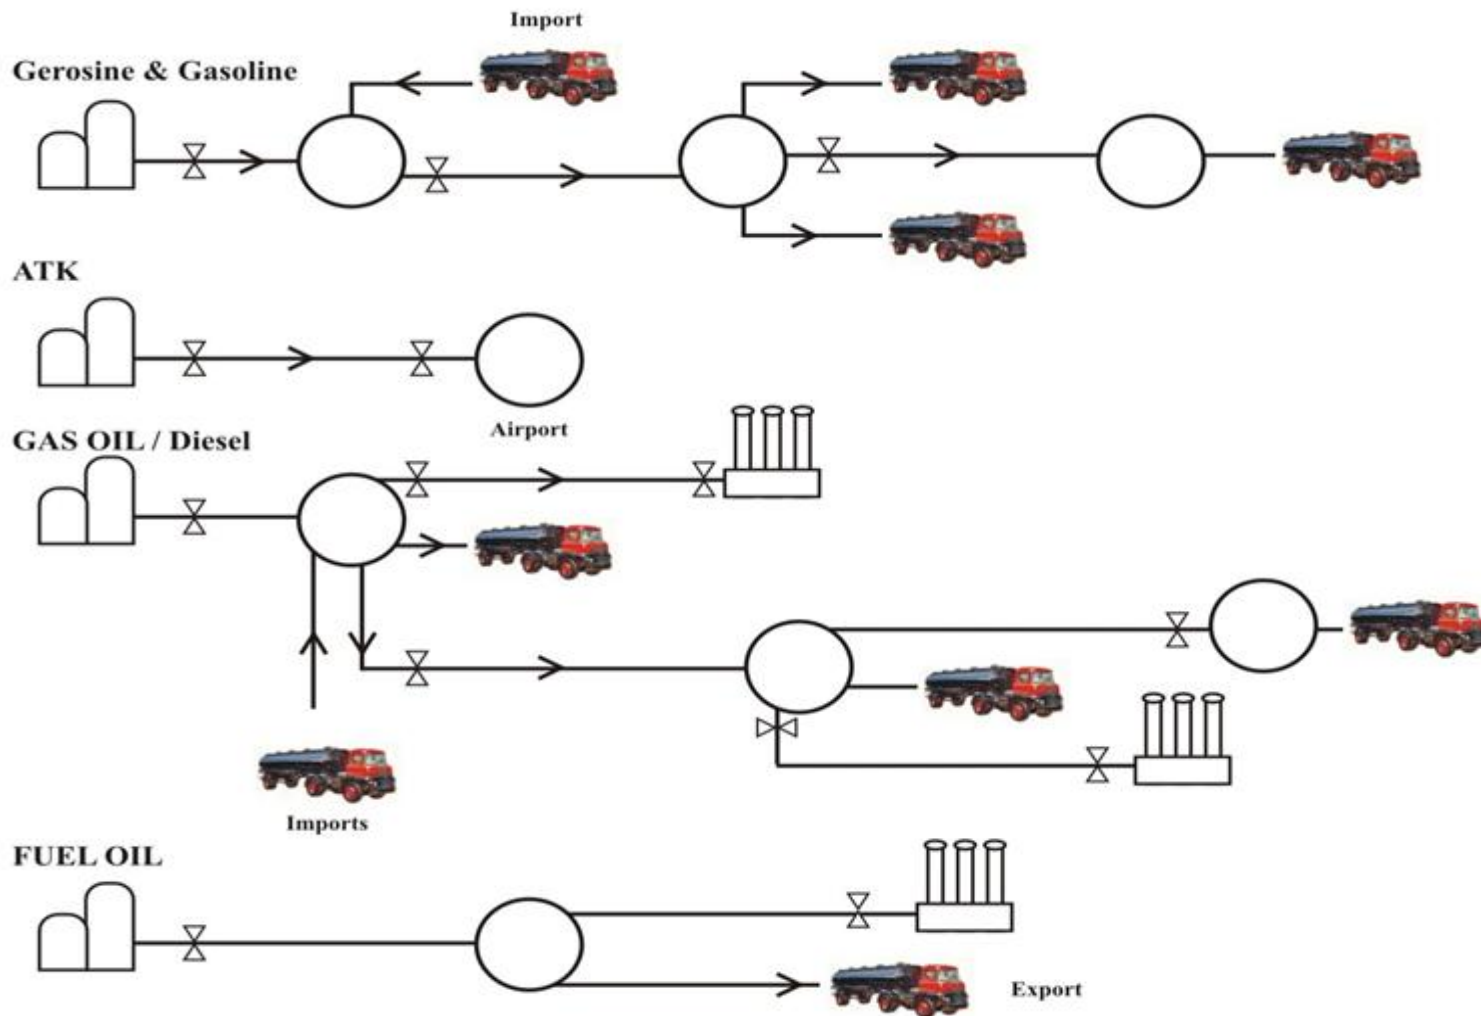 Import
Gerosine & Gasoline
ATK
Airport
GAS OIL / Diesel
Imports
FUEL OIL
Export